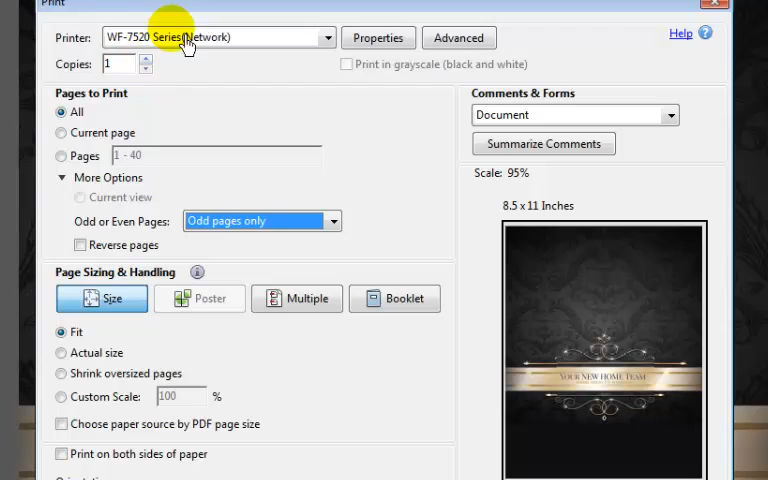 Print
Printer: WF-7520 Series(Network) Properties Advanced Help
Copies: 1 Print in grayscale (black and white)
Pages to Print
All
Current page
Pages 1 - 40
More Options
Current view
Odd or Even Pages: Odd pages only
Reverse pages
Page Sizing & Handling
Size Poster Multiple Booklet
Fit
Actual size
Shrink oversized pages
Custom Scale: 100 %
Choose paper source by PDF page size
Print on both sides of paper
Comments & Forms
Document
Summarize Comments
Scale: 95%
8.5 x 11 Inches
YOUR NEW HOME TEAM